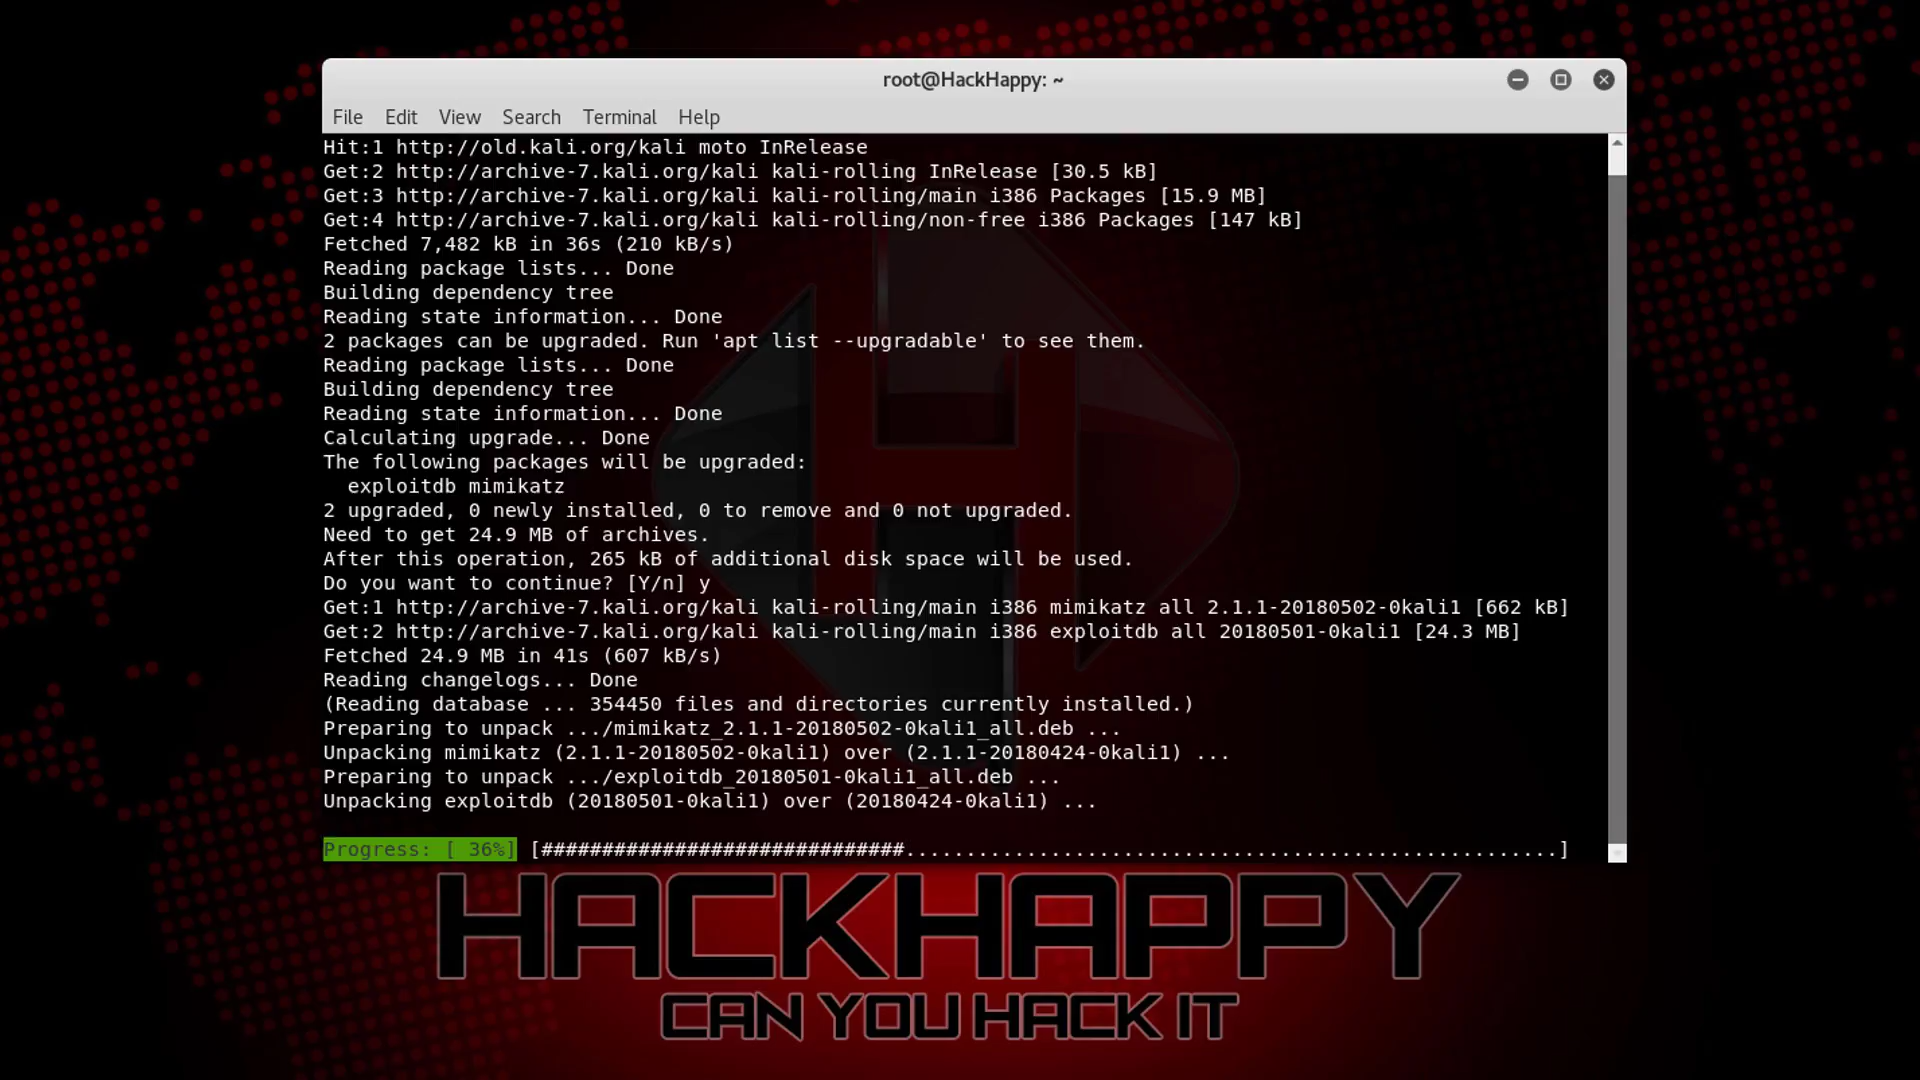 root@HackHappy: ~
File Edit View Search Terminal Help
Hit:1 http://old.kali.org/kali moto InRelease
Get:2 http://archive-7.kali.org/kali kali-rolling InRelease [30.5 kB]
Get:3 http://archive-7.kali.org/kali kali-rolling/main i386 Packages [15.9 MB]
Get:4 http://archive-7.kali.org/kali kali-rolling/non-free i386 Packages [147 kB]
Fetched 7,482 kB in 36s (210 kB/s)
Reading package lists... Done
Building dependency tree
Reading state information... Done
2 packages can be upgraded. Run 'apt list --upgradable' to see them.
Reading package lists... Done
Building dependency tree
Reading state information... Done
Calculating upgrade... Done
The following packages will be upgraded:
  exploitdb mimikatz
2 upgraded, 0 newly installed, 0 to remove and 0 not upgraded.
Need to get 24.9 MB of archives.
After this operation, 265 kB of additional disk space will be used.
Do you want to continue? [Y/n] y
Get:1 http://archive-7.kali.org/kali kali-rolling/main i386 mimikatz all 2.1.1-20180502-0kali1 [662 kB]
Get:2 http://archive-7.kali.org/kali kali-rolling/main i386 exploitdb all 20180501-0kali1 [24.3 MB]
Fetched 24.9 MB in 41s (607 kB/s)
Reading changelogs... Done
(Reading database ... 354450 files and directories currently installed.)
Preparing to unpack .../mimikatz_2.1.1-20180502-0kali1_all.deb ...
Unpacking mimikatz (2.1.1-20180502-0kali1) over (2.1.1-20180424-0kali1) ...
Preparing to unpack .../exploitdb_20180501-0kali1_all.deb ...
Unpacking exploitdb (20180501-0kali1) over (20180424-0kali1) ...
Progress: [ 36%] [##############################......................................................]
HACKHAPPY
CAN YOU HACK IT